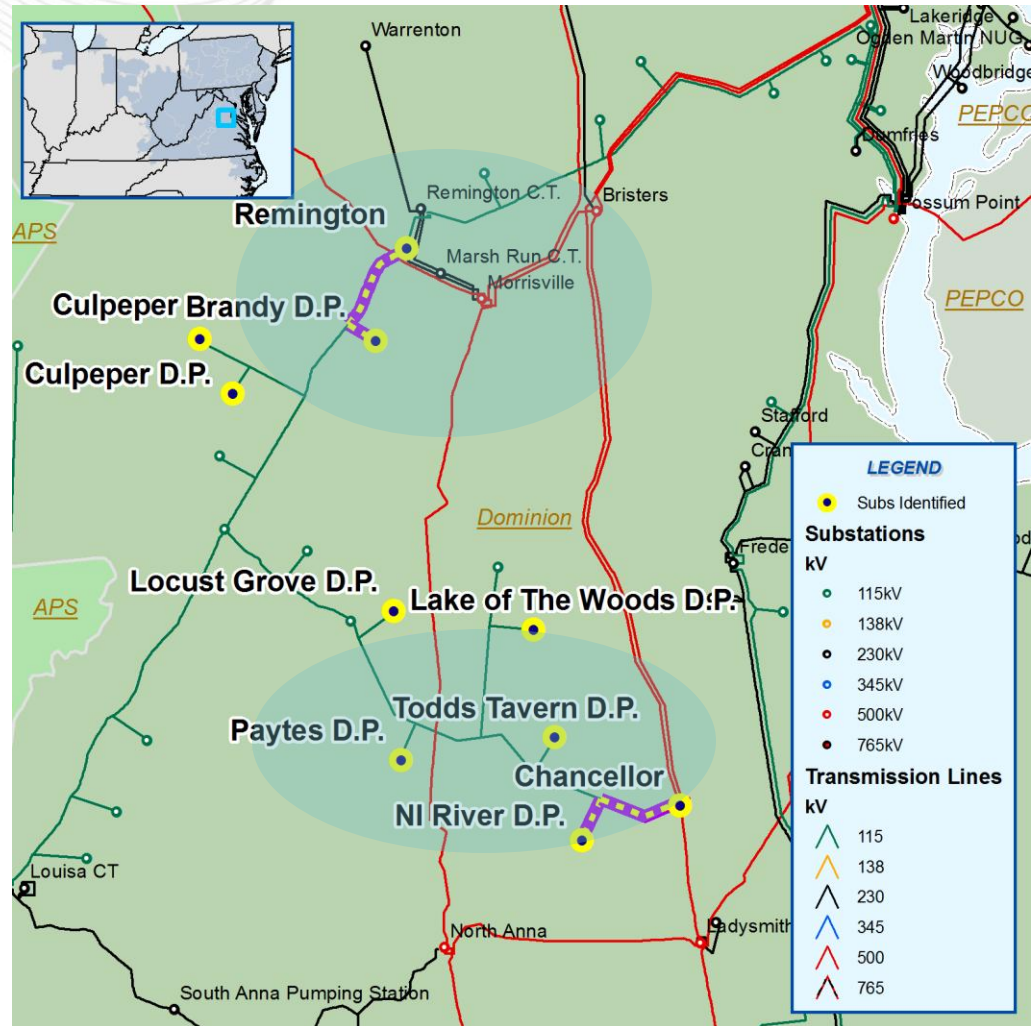 Warrenton
Lakeridge
Ogden Martin NUG
Woodbridge
PEPCO
Dumfries
Remington C.T.
Bristers
Possum Point
Remington
APS
Marsh Run C.T.
Morrisville
PEPCO
Culpeper Brandy D.P.
Culpeper D.P.
Stafford
Cran
Dominion
Frede
Locust Grove D.P.
Lake of The Woods D.P.
APS
Todds Tavern D.P.
Paytes D.P.
Chancellor
NI River D.P.
Louisa CT
North Anna
Ladysmith
South Anna Pumping Station
LEGEND
Subs Identified
Substations
kV
115kV
138kV
230kV
345kV
500kV
765kV
Transmission Lines
kV
115
138
230
345
500
765